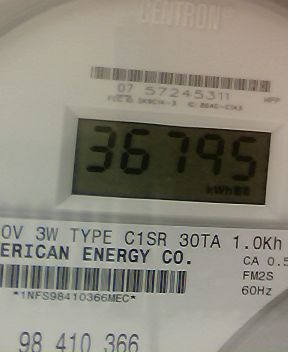 CENTRON
07 57245311
36795
kWh
0V 3W TYPE C1SR 30TA 1.0Kh
ERICAN ENERGY CO. CA 0.5
FM2S
*1NFS98410366MEC* 60Hz
98 410 366